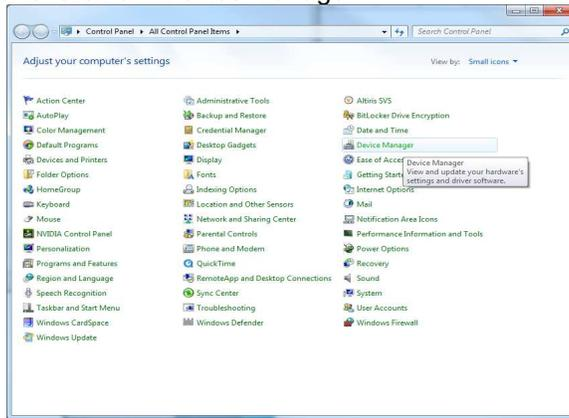 Control Panel ▸ All Control Panel Items ▸
Search Control Panel
Adjust your computer's settings
View by: Small icons
Action Center
Administrative Tools
Altiris SVS
AutoPlay
Backup and Restore
BitLocker Drive Encryption
Color Management
Credential Manager
Date and Time
Default Programs
Desktop Gadgets
Device Manager
Devices and Printers
Display
Ease of Acces
Device Manager
View and update your hardware's
settings and driver software.
Folder Options
Fonts
Getting Starte
HomeGroup
Indexing Options
Internet Options
Keyboard
Location and Other Sensors
Mail
Mouse
Network and Sharing Center
Notification Area Icons
NVIDIA Control Panel
Parental Controls
Performance Information and Tools
Personalization
Phone and Modem
Power Options
Programs and Features
QuickTime
Recovery
Region and Language
RemoteApp and Desktop Connections
Sound
Speech Recognition
Sync Center
System
Taskbar and Start Menu
Troubleshooting
User Accounts
Windows CardSpace
Windows Defender
Windows Firewall
Windows Update